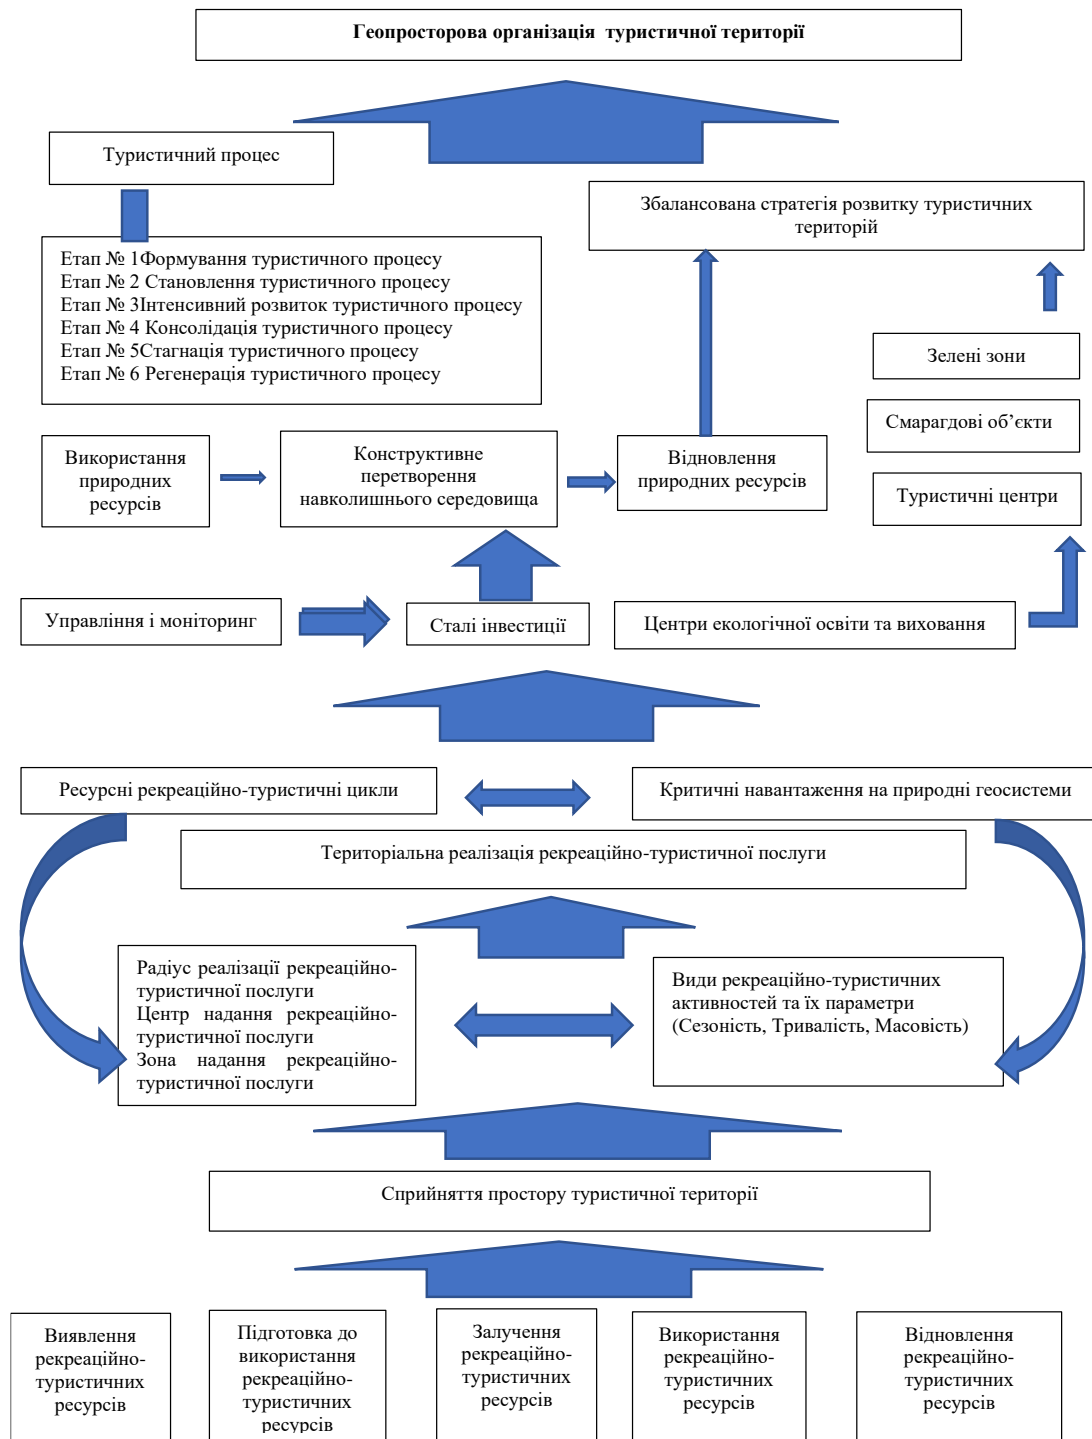 Геопросторова організація туристичної території
Туристичний процес
Збалансована стратегія розвитку туристичних
територій
Етап № 1Формування туристичного процесу
Етап № 2 Становлення туристичного процесу
Етап № 3Інтенсивний розвиток туристичного процесу
Етап № 4 Консолідація туристичного процесу
Етап № 5Стагнація туристичного процесу
Етап № 6 Регенерація туристичного процесу
Зелені зони
Смарагдові об’єкти
Туристичні центри
Використання
природних
ресурсів
Конструктивне
перетворення
навколишнього середовища
Відновлення
природних ресурсів
Управління і моніторинг
Сталі інвестиції
Центри екологічної освіти та виховання
Ресурсні рекреаційно-туристичні цикли
Критичні навантаження на природні геосистеми
Територіальна реалізація рекреаційно-туристичної послуги
Радіус реалізації рекреаційно-
туристичної послуги
Центр надання рекреаційно-
туристичної послуги
Зона надання рекреаційно-
туристичної послуги
Види рекреаційно-туристичних
активностей та їх параметри
(Сезоність, Тривалість, Масовість)
Сприйняття простору туристичної території
Виявлення
рекреаційно-
туристичних
ресурсів
Підготовка до
використання
рекреаційно-
туристичних
ресурсів
Залучення
рекреаційно-
туристичних
ресурсів
Використання
рекреаційно-
туристичних
ресурсів
Відновлення
рекреаційно-
туристичних
ресурсів